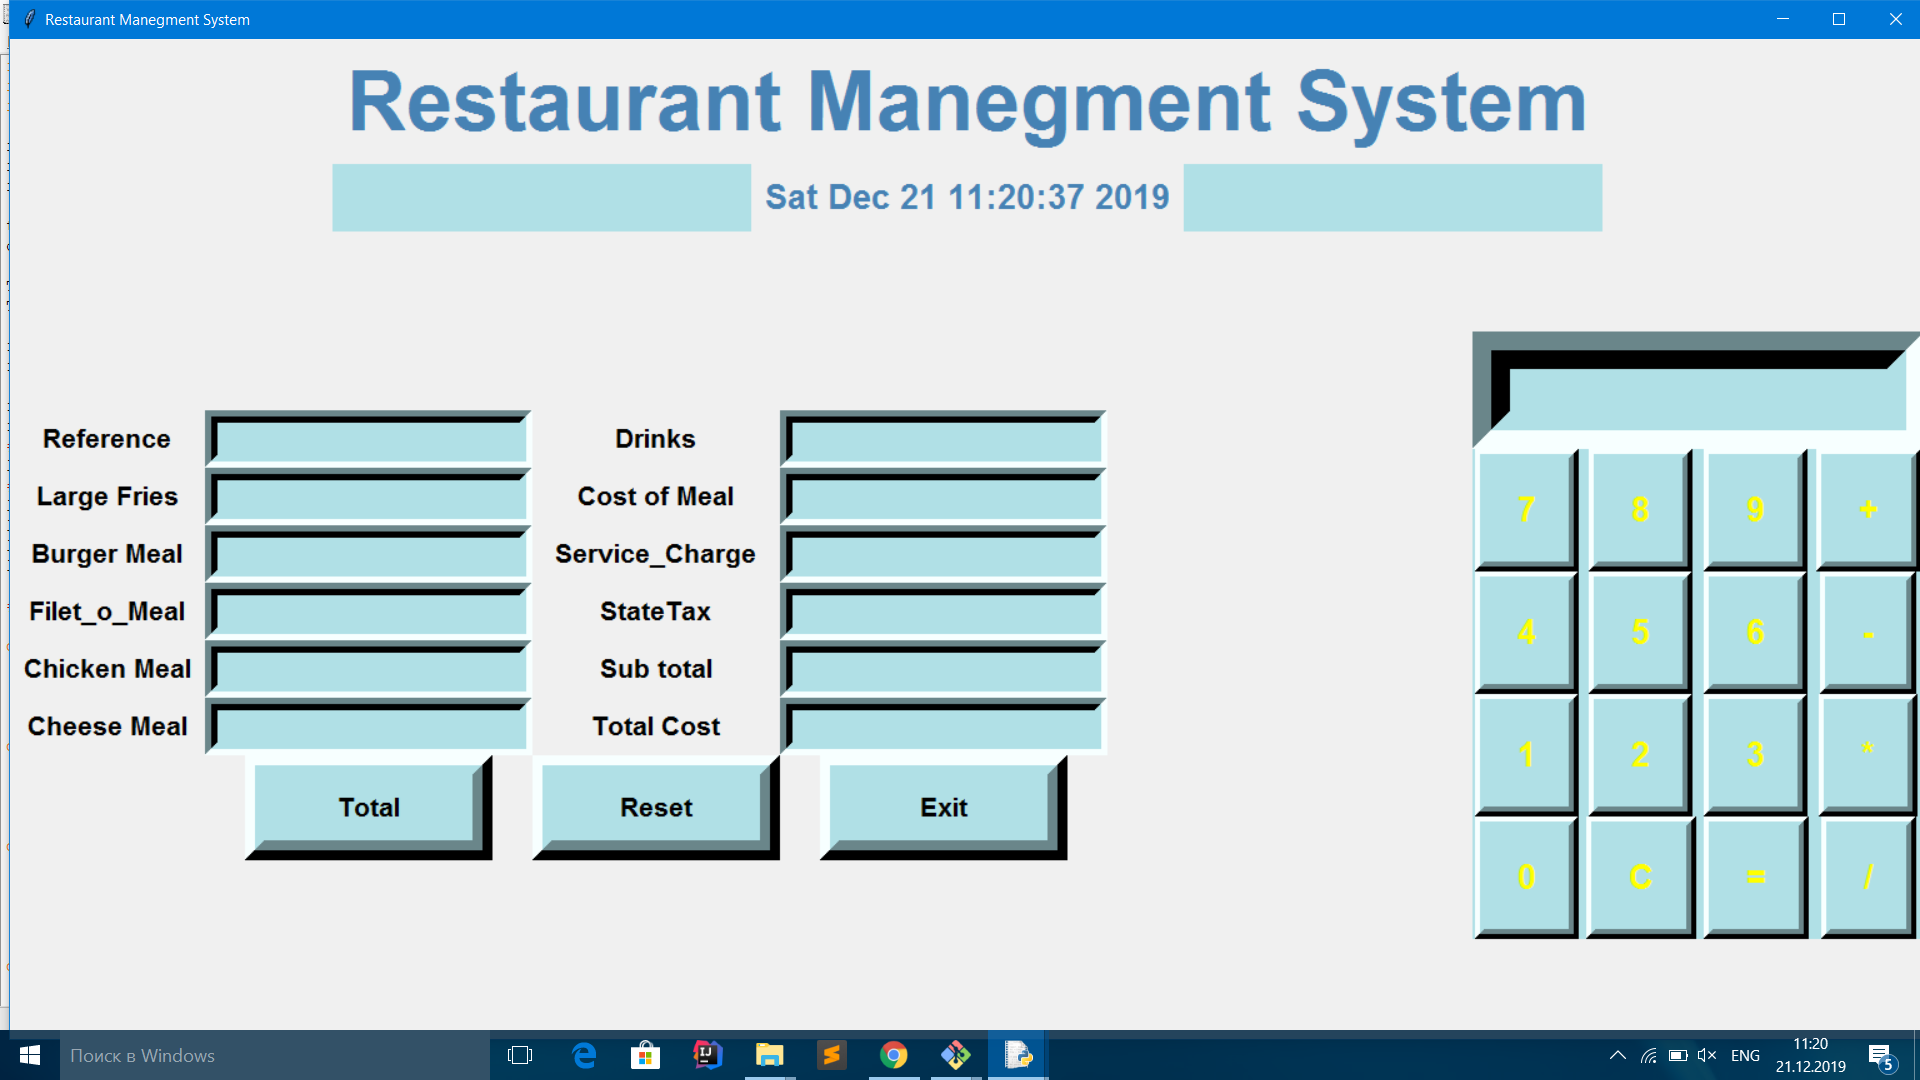 Restaurant Manegment System
Restaurant Manegment System
Sat Dec 21 11:20:37 2019
Reference
Drinks
Large Fries
Cost of Meal
Burger Meal
Service_Charge
Filet_o_Meal
StateTax
Chicken Meal
Sub total
Cheese Meal
Total Cost
Total
Reset
Exit
7 8 9 +
4 5 6 -
1 2 3 *
0 C = /
Поиск в Windows
ENG
11:20
21.12.2019
5